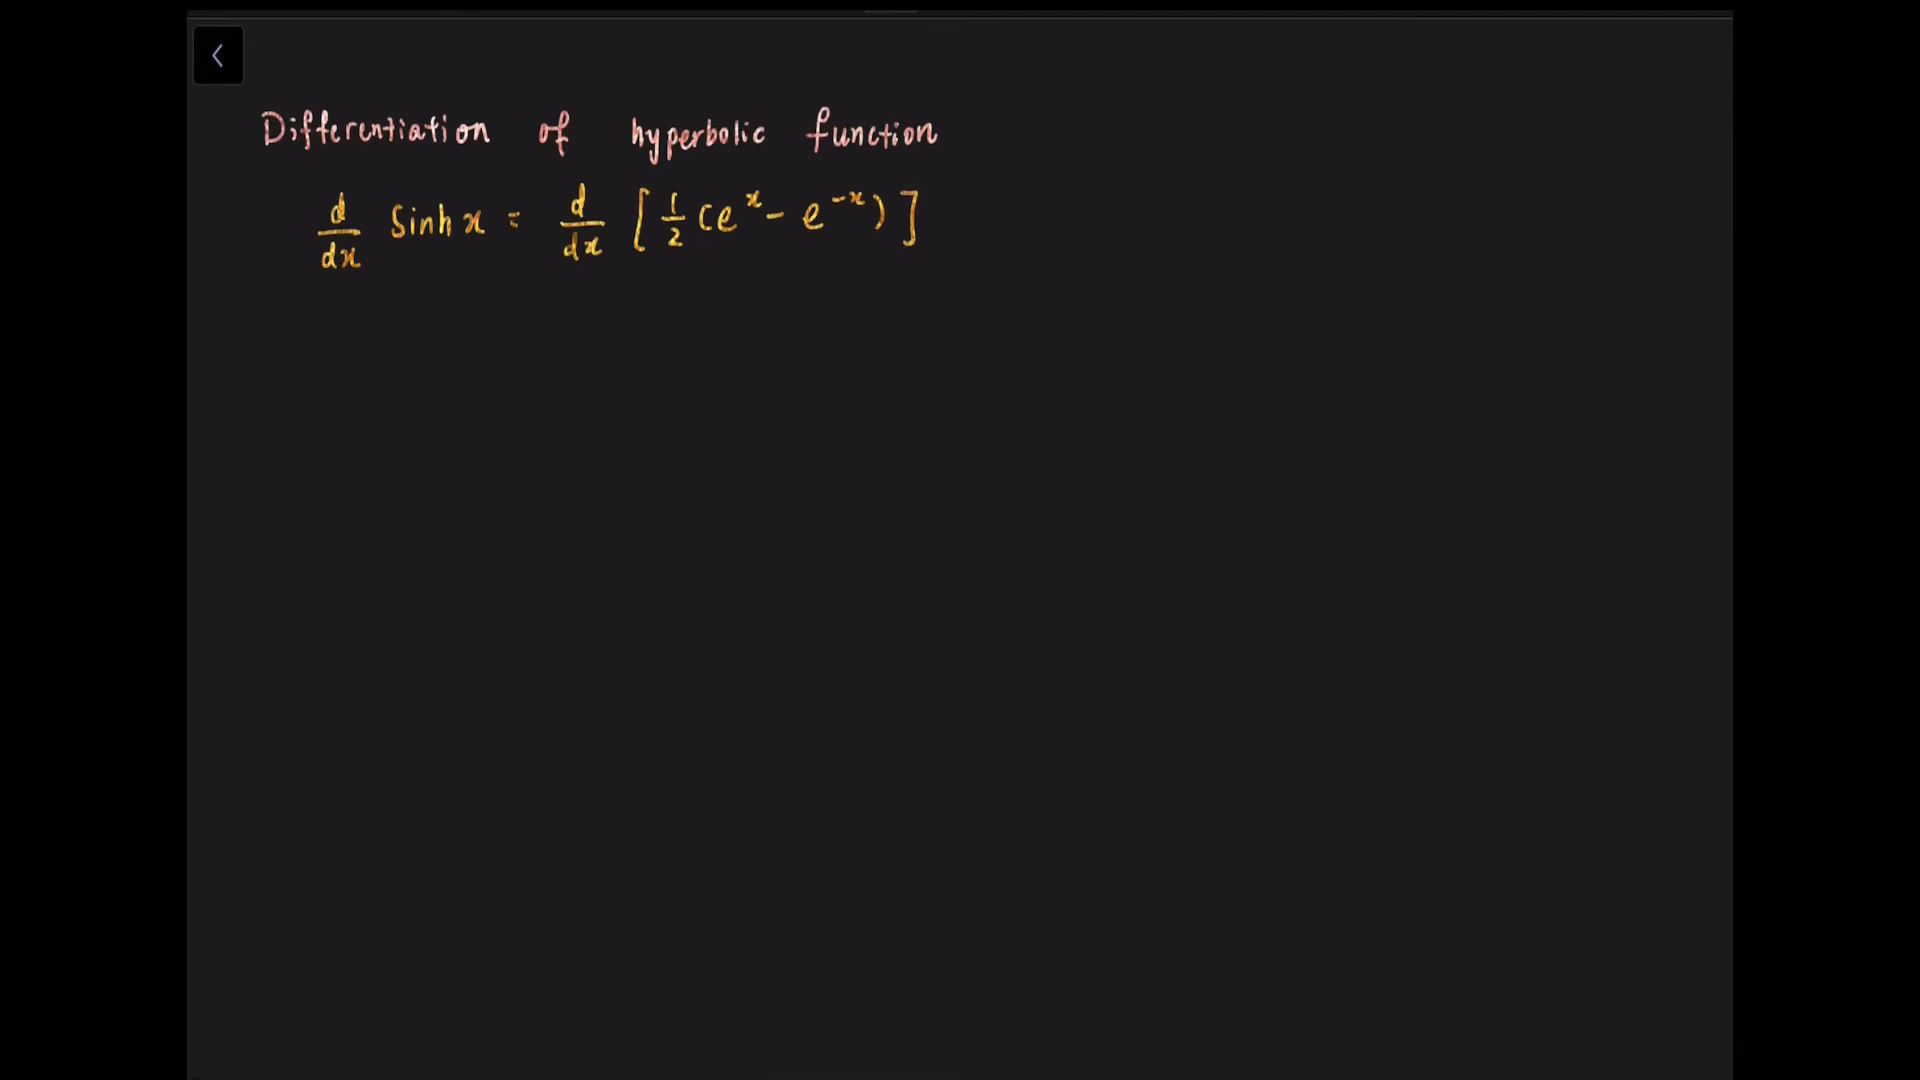 Differentiation of hyperbolic function
d/dx Sinh x = d/dx [ 1/2 (e^x - e^-x) ]